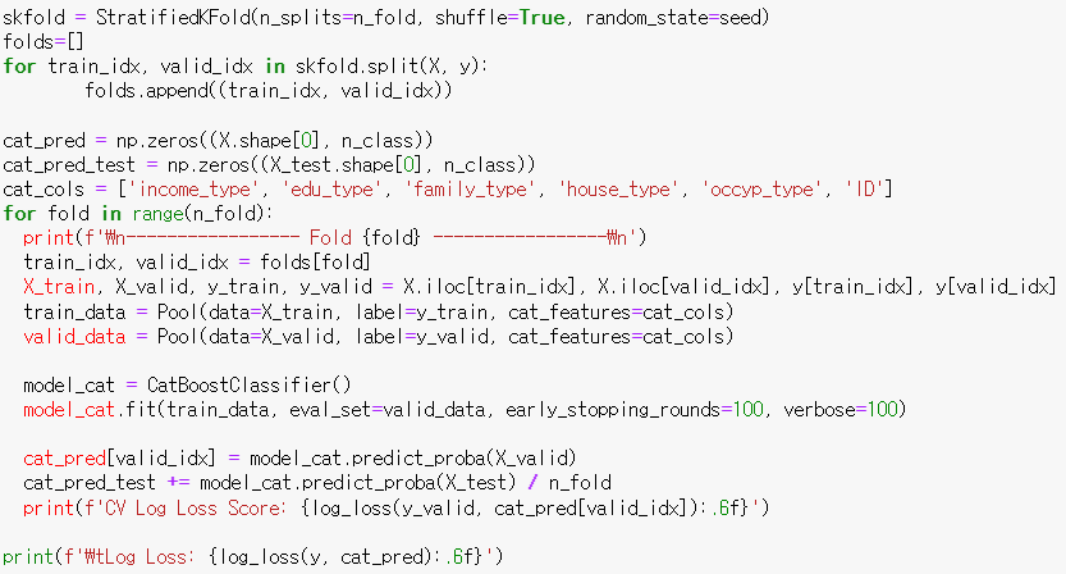 skfold = StratifiedKFold(n_splits=n_fold, shuffle=True, random_state=seed)
folds=[]
for train_idx, valid_idx in skfold.split(X, y):
        folds.append((train_idx, valid_idx))

cat_pred = np.zeros((X.shape[0], n_class))
cat_pred_test = np.zeros((X_test.shape[0], n_class))
cat_cols = ['income_type', 'edu_type', 'family_type', 'house_type', 'occyp_type', 'ID']
for fold in range(n_fold):
  print(f'₩n----------------- Fold {fold} -----------------₩n')
  train_idx, valid_idx = folds[fold]
  X_train, X_valid, y_train, y_valid = X.iloc[train_idx], X.iloc[valid_idx], y[train_idx], y[valid_idx]
  train_data = Pool(data=X_train, label=y_train, cat_features=cat_cols)
  valid_data = Pool(data=X_valid, label=y_valid, cat_features=cat_cols)

  model_cat = CatBoostClassifier()
  model_cat.fit(train_data, eval_set=valid_data, early_stopping_rounds=100, verbose=100)

  cat_pred[valid_idx] = model_cat.predict_proba(X_valid)
  cat_pred_test += model_cat.predict_proba(X_test) / n_fold
  print(f'CV Log Loss Score: {log_loss(y_valid, cat_pred[valid_idx]):.6f}')

print(f'₩tLog Loss: {log_loss(y, cat_pred):.6f}')